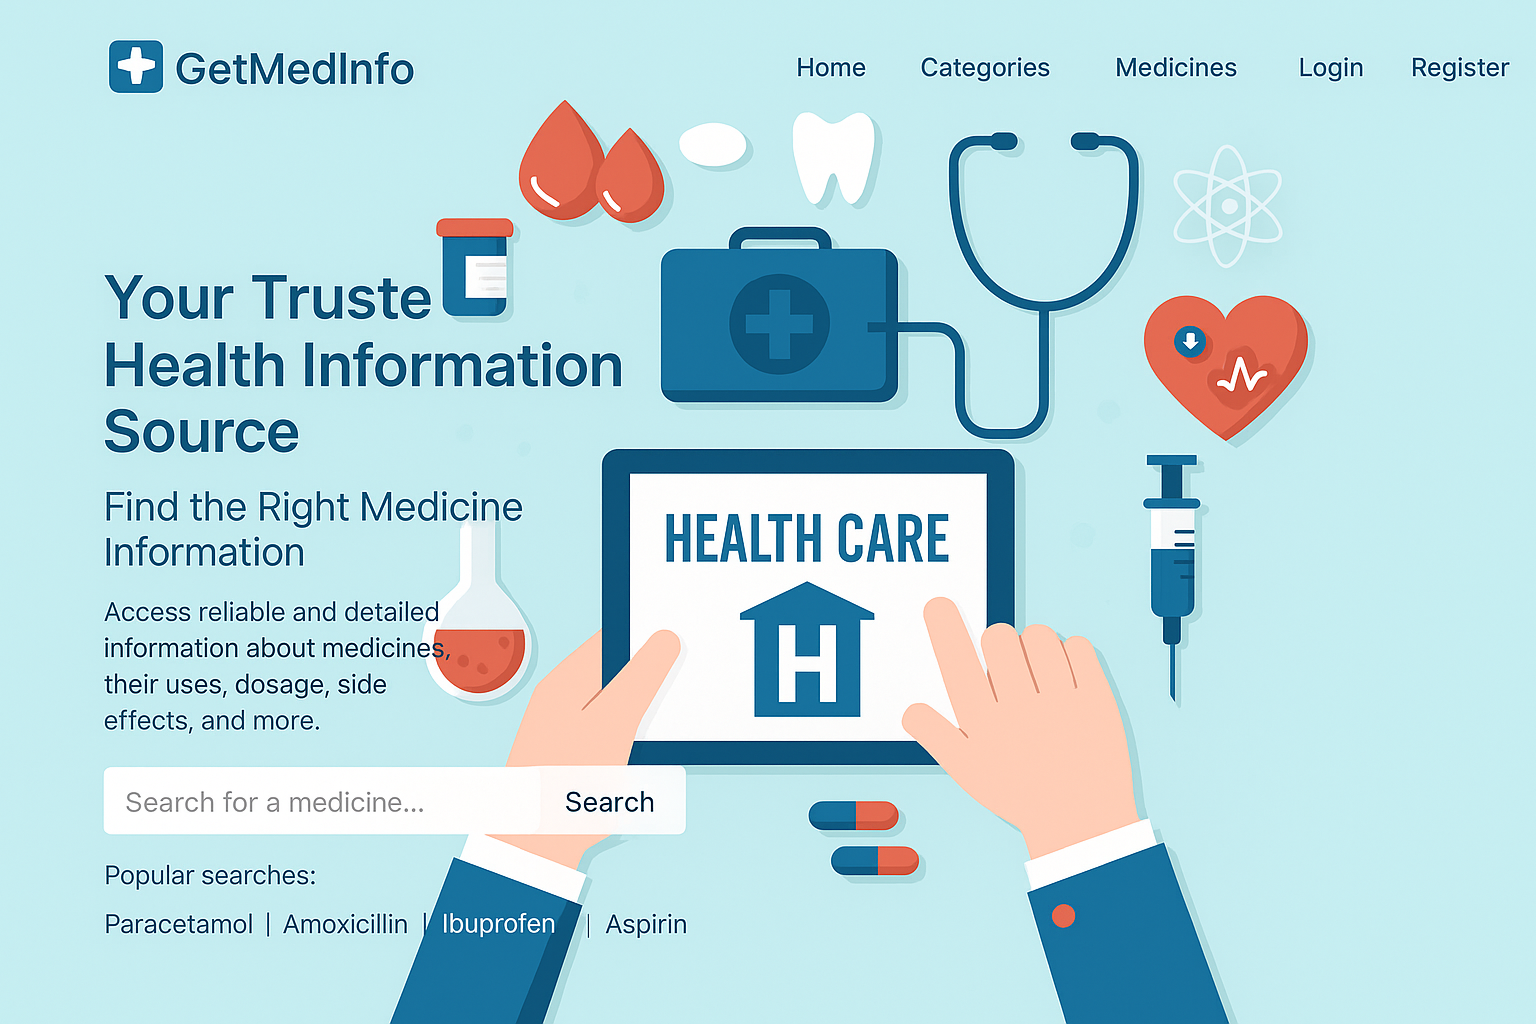 GetMedInfo
Home Categories Medicines Login Register
Your Truste
Health Information
Source
Find the Right Medicine
Information
Access reliable and detailed
information about medicines,
their uses, dosage, side
effects, and more.
Search for a medicine... Search
Popular searches:
Paracetamol | Amoxicillin | Ibuprofen | Aspirin
HEALTH CARE
H